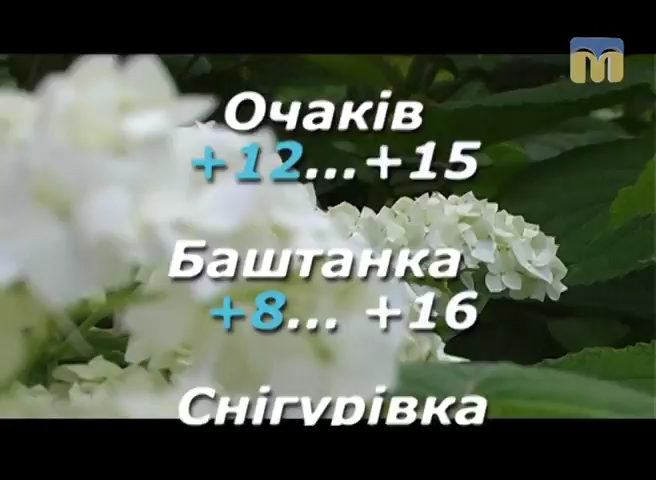 Очаків
+12...+15
Баштанка
+8... +16
Снігурівка